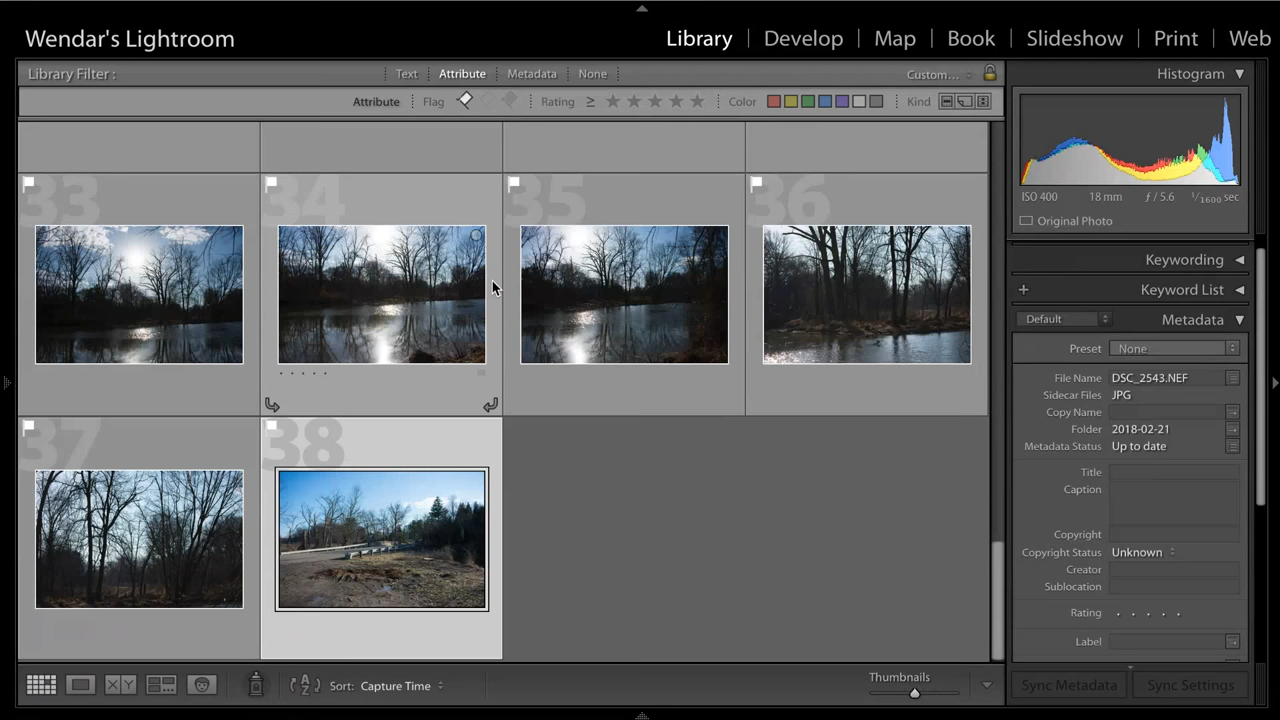 Wendar's Lightroom
Library | Develop | Map | Book | Slideshow | Print | Web
Library Filter :
Text | Attribute | Metadata | None
Custom...
Histogram
Attribute
Flag
Rating ≥
Color
Kind
ISO 400 18 mm ƒ / 5.6 1/1600 sec
Original Photo
33
34
35
36
37
38
Keywording
Keyword List
Default
Metadata
Preset None
File Name DSC_2543.NEF
Sidecar Files JPG
Copy Name
Folder 2018-02-21
Metadata Status Up to date
Title
Caption
Copyright
Copyright Status Unknown
Creator
Sublocation
Rating
Label
XY
AZ
Sort: Capture Time
Thumbnails
Sync Metadata
Sync Settings